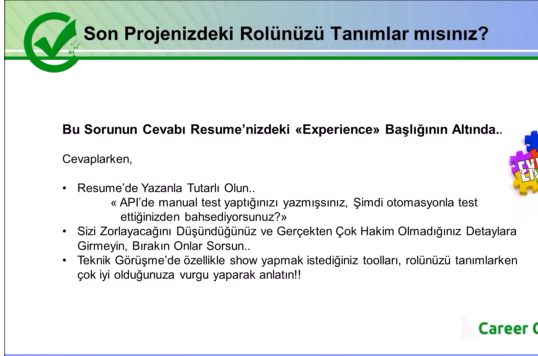 Son Projenizdeki Rolünüzü Tanımlar mısınız?
Bu Sorunun Cevabı Resume’nizdeki «Experience» Başlığının Altında..
Cevaplarken,
• Resume’de Yazanla Tutarlı Olun..
« API’de manual test yaptığınızı yazmışsınız, Şimdi otomasyonla test
ettiğinizden bahsediyorsunuz?»
• Sizi Zorlayacağını Düşündüğünüz ve Gerçekten Çok Hakim Olmadığınız Detaylara
Girmeyin, Bırakın Onlar Sorsun..
• Teknik Görüşme’de özellikle show yapmak istediğiniz toolları, rolünüzü tanımlarken
çok iyi olduğunuza vurgu yaparak anlatın!!
Career